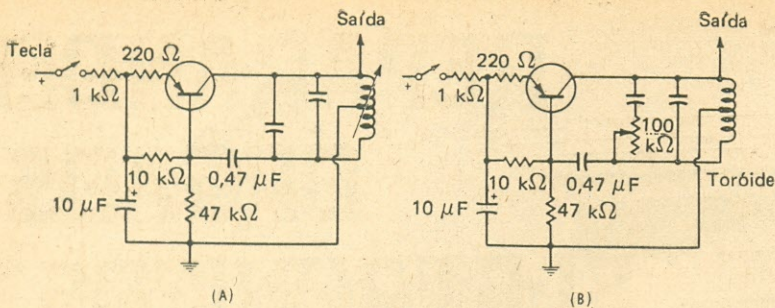 Saída
Tecla
220 Ω
+
1 kΩ
10 kΩ
0,47 μF
+
10 μF
47 kΩ
(A)
Saída
Tecla
220 Ω
+
1 kΩ
100 kΩ
10 kΩ
0,47 μF
Toróide
10 μF
47 kΩ
(B)